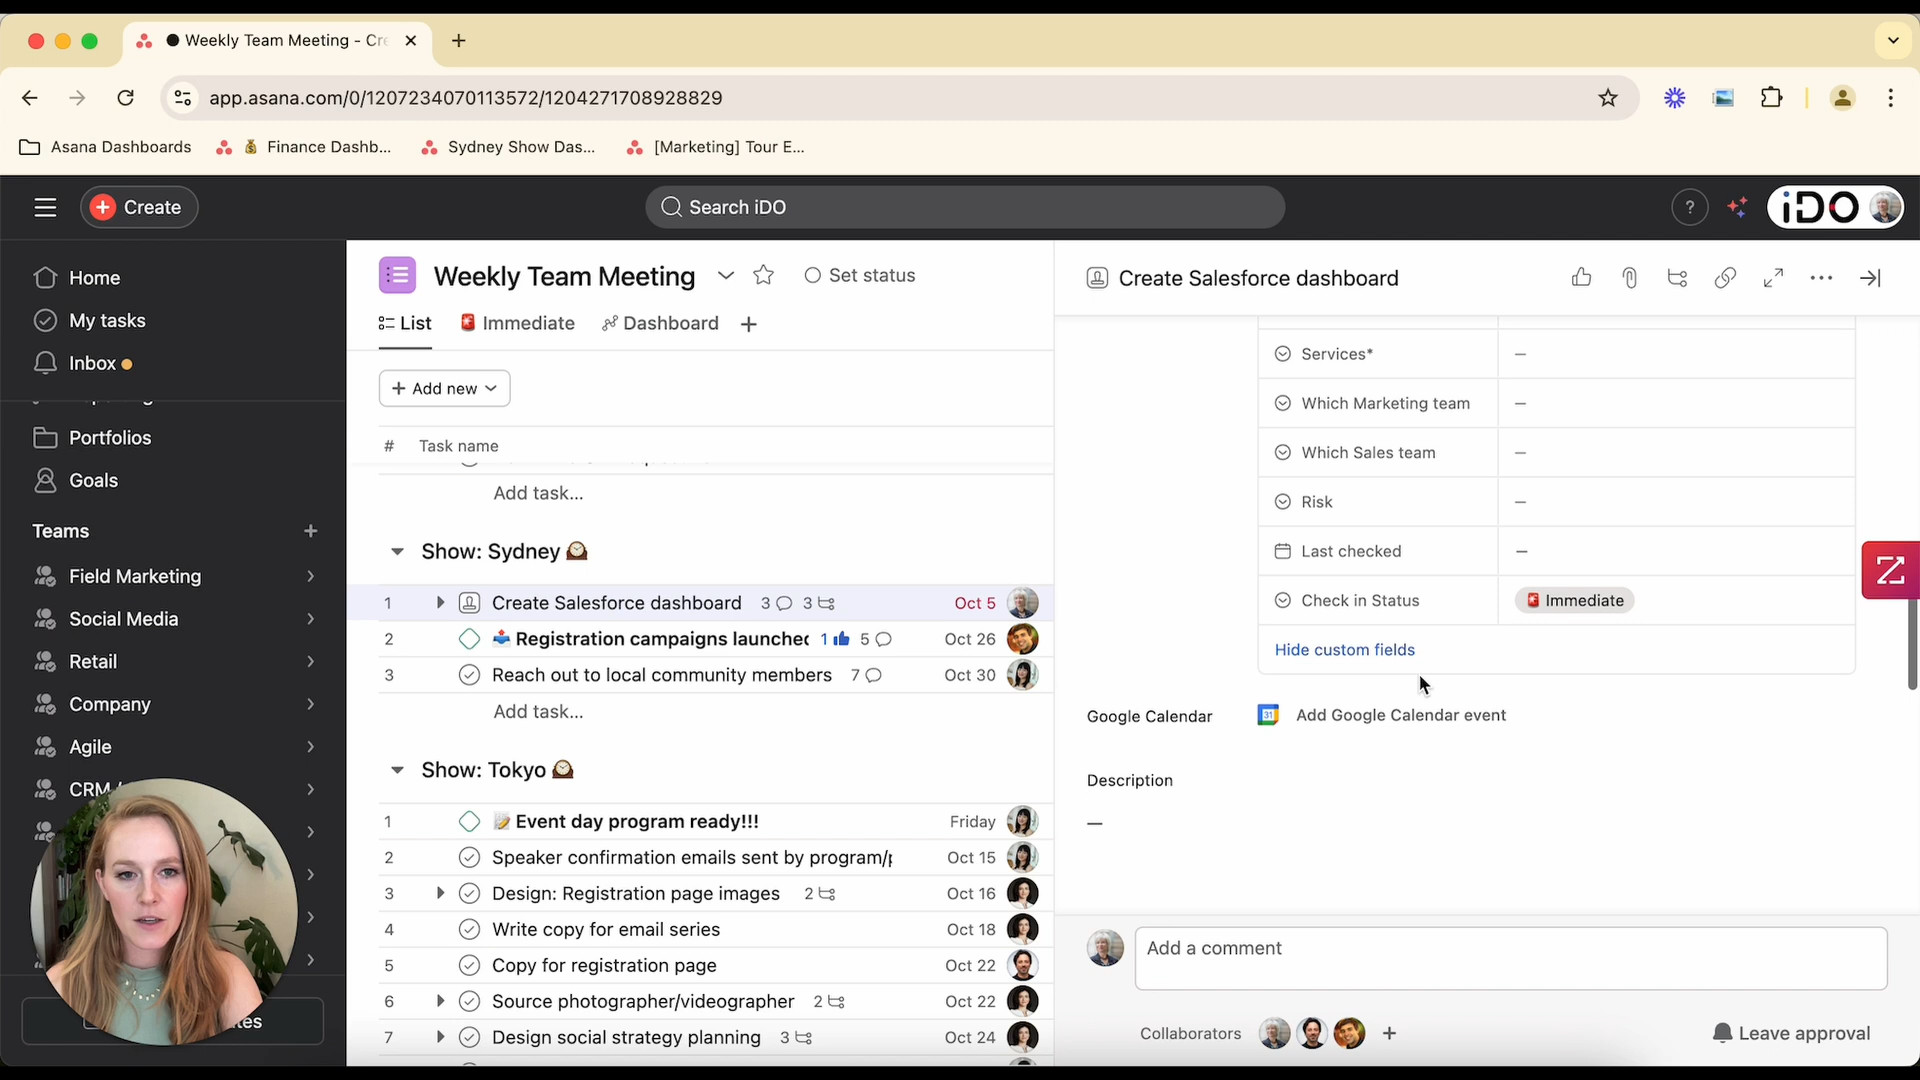 Weekly Team Meeting - Cre
app.asana.com/0/1207234070113572/1204271708928829
Asana Dashboards
Finance Dashb...
Sydney Show Das...
[Marketing] Tour E...
Create
Search iDO
?
iDO
Home
My tasks
Inbox
Portfolios
Goals
Teams
Field Marketing
Social Media
Retail
Company
Agile
CRM
Weekly Team Meeting
Set status
List
Immediate
Dashboard
Add new
# Task name
Add task...
Show: Sydney
1 Create Salesforce dashboard 3 3 Oct 5
2 Registration campaigns launched 1 5 Oct 26
3 Reach out to local community members 7 Oct 30
Add task...
Show: Tokyo
1 Event day program ready!!! Friday
2 Speaker confirmation emails sent by program/p Oct 15
3 Design: Registration page images 2 Oct 16
4 Write copy for email series Oct 18
5 Copy for registration page Oct 22
6 Source photographer/videographer 2 Oct 22
7 Design social strategy planning 3 Oct 24
Create Salesforce dashboard
Services* —
Which Marketing team —
Which Sales team —
Risk —
Last checked —
Check in Status Immediate
Hide custom fields
Google Calendar
31 Add Google Calendar event
Description
—
Add a comment
Collaborators
Leave approval